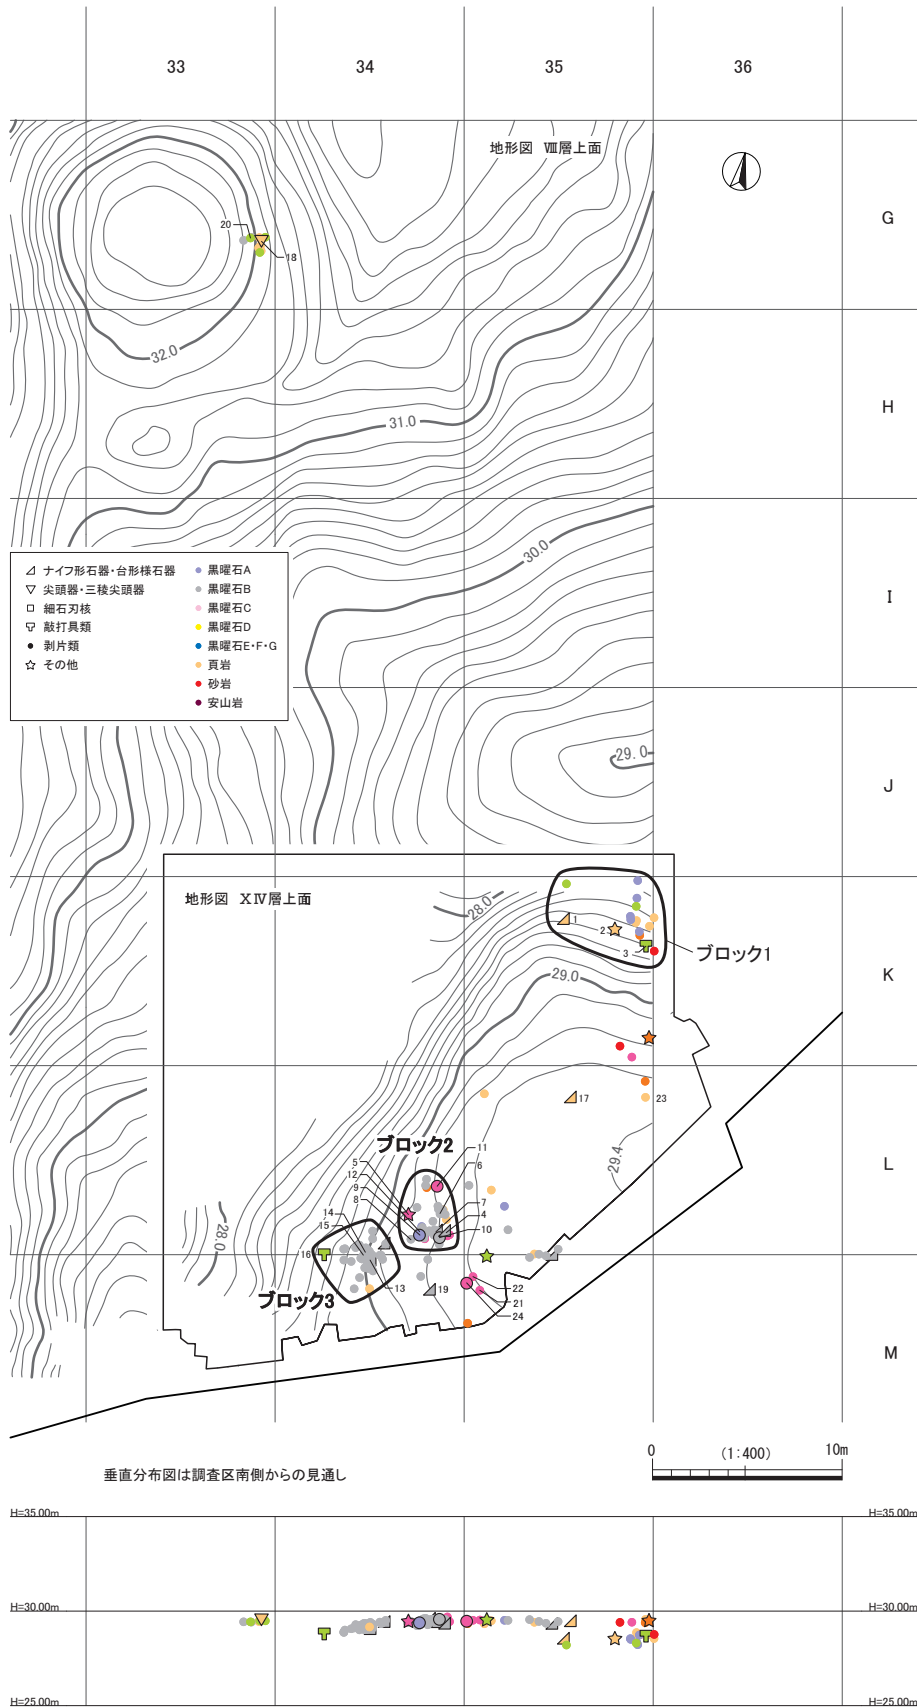 33 34 35 36
地形図 Ⅷ層上面
G
20
18
32.0
H
31.0
30.0
I
ナイフ形石器・台形様石器 黒曜石A
尖頭器・三稜尖頭器 黒曜石B
細石刃核 黒曜石C
敲打具類 黒曜石D
剥片類 黒曜石E・F・G
その他 頁岩
砂岩
安山岩
29.0
J
地形図 ⅩⅣ層上面
28.0
1
2
3
ブロック1
K
29.0
17
23
ブロック2
11
5
12
6
9
8
7
14
4
15
10
29.4
L
28.0
16
13
19
22
21
24
ブロック3
M
0 (1:400) 10m
垂直分布図は調査区南側からの見通し
H=35.00m H=35.00m
H=30.00m H=30.00m
H=25.00m H=25.00m